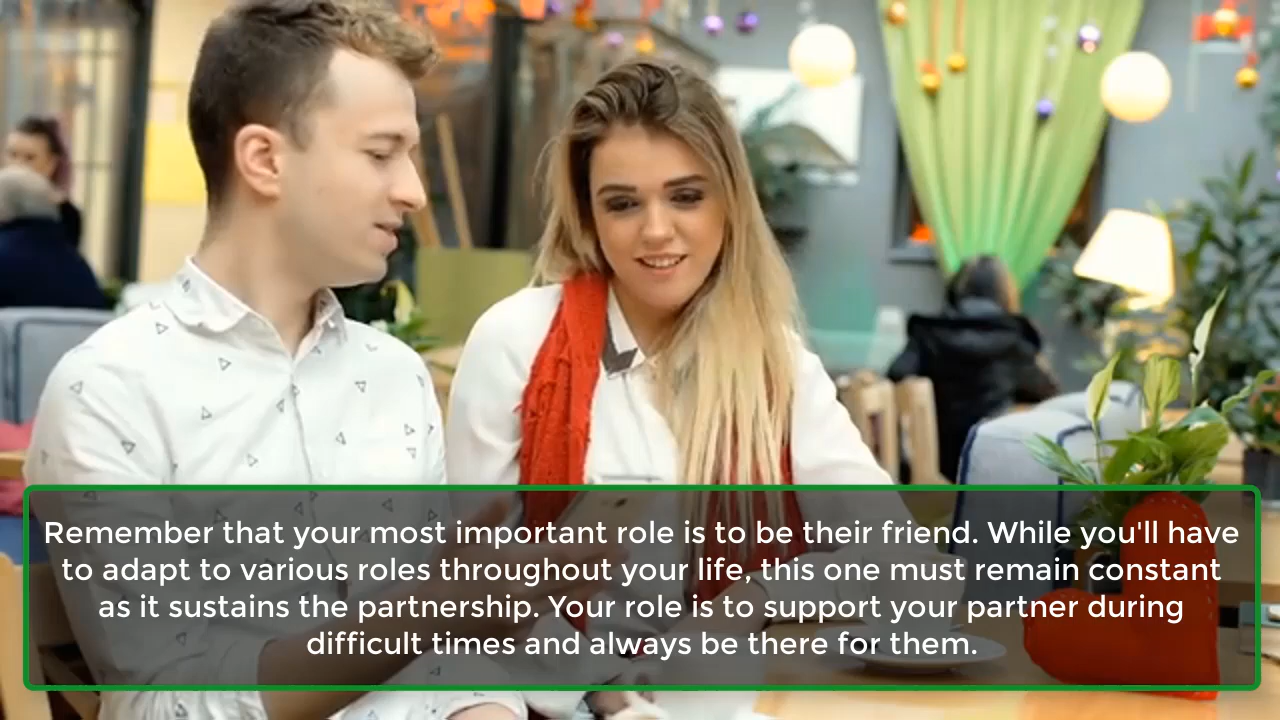 Remember that your most important role is to be their friend. While you'll have
to adapt to various roles throughout your life, this one must remain constant
as it sustains the partnership. Your role is to support your partner during
difficult times and always be there for them.